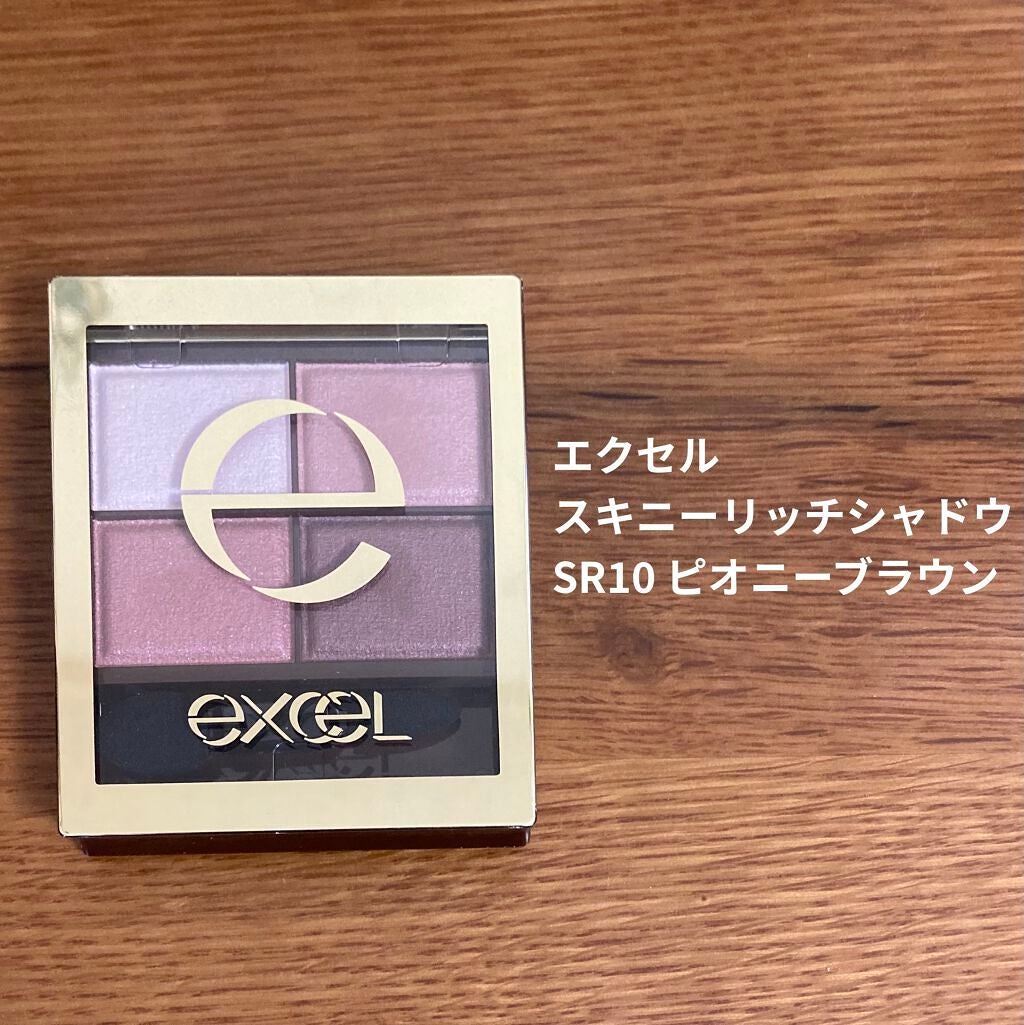 e
excel
エクセル
スキニーリッチシャドウ
SR10 ピオニーブラウン